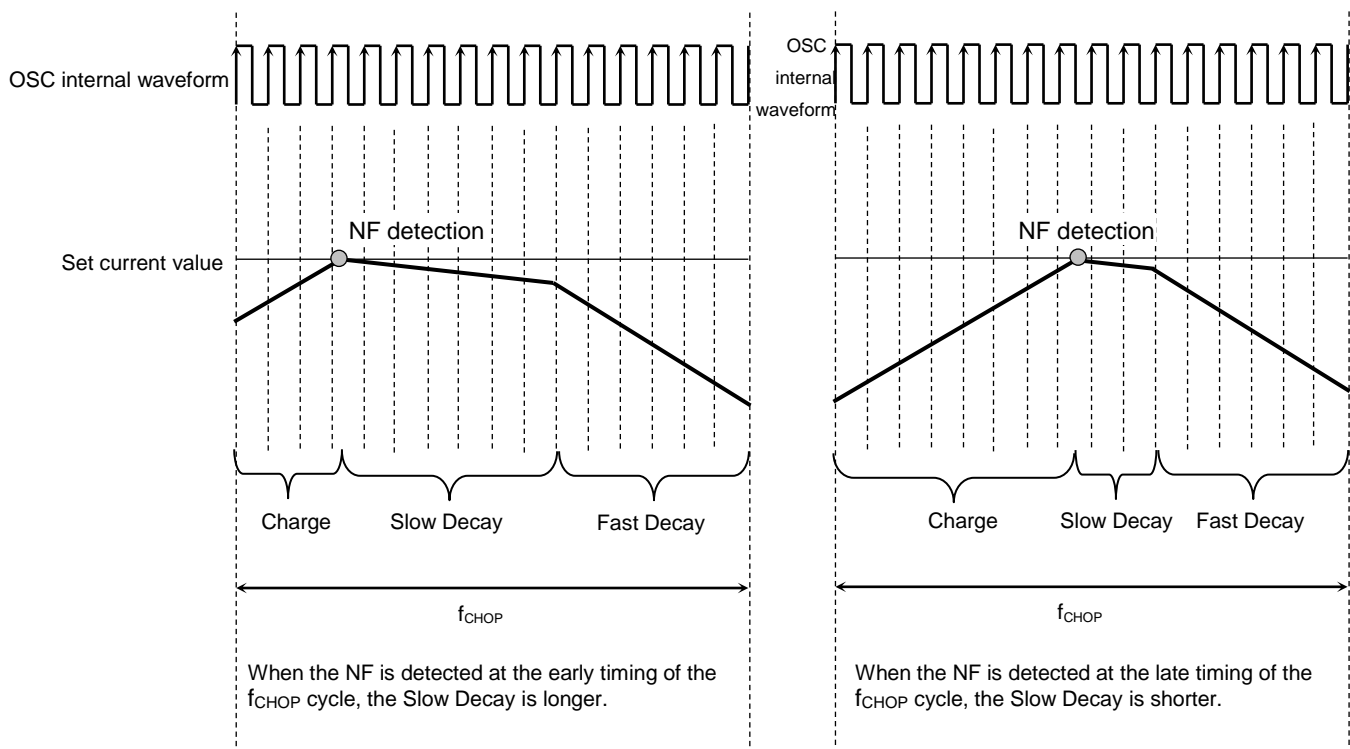 OSC internal waveform
Set current value
NF detection
Charge
Slow Decay
Fast Decay
fCHOP
When the NF is detected at the early timing of the
fCHOP cycle, the Slow Decay is longer.
OSC
internal
waveform
NF detection
Charge
Slow Decay
Fast Decay
fCHOP
When the NF is detected at the late timing of the
fCHOP cycle, the Slow Decay is shorter.